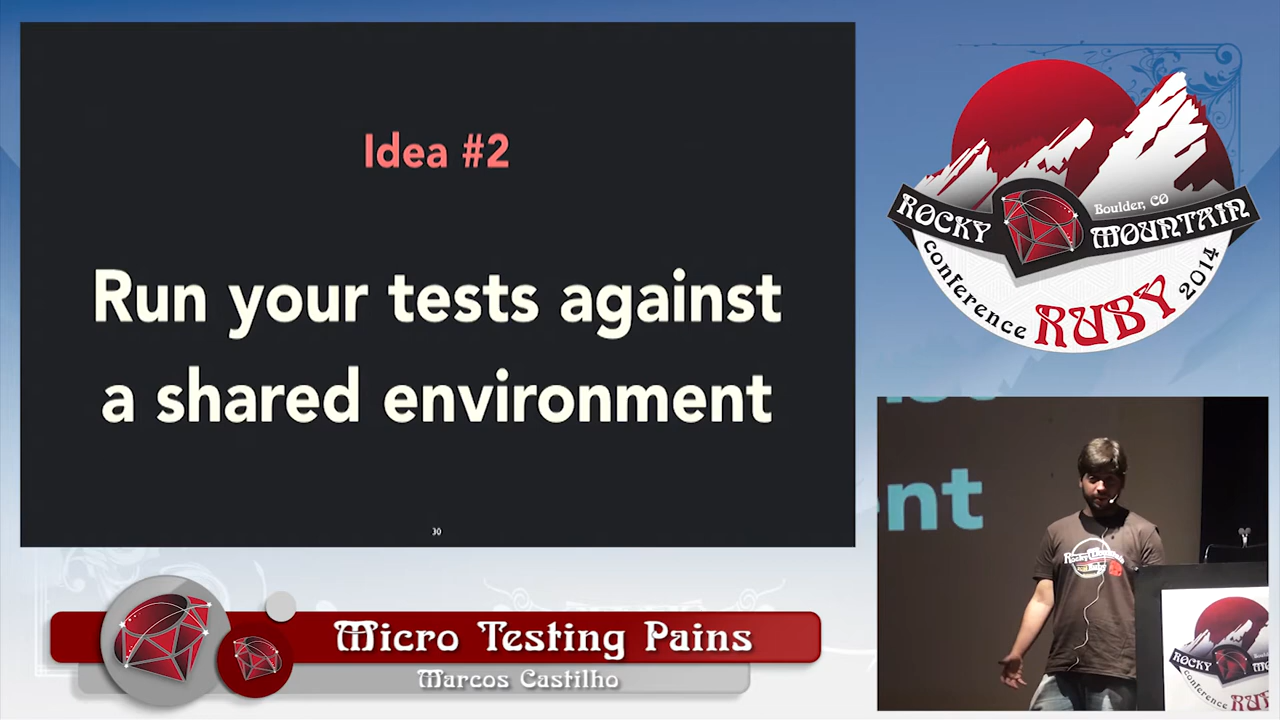 Idea #2
Run your tests against
a shared environment
30
ROCKY
Boulder, CO
MOUNTAIN
conference
RUBY
2014
nt
Micro Testing Pains
Marcos Castilho